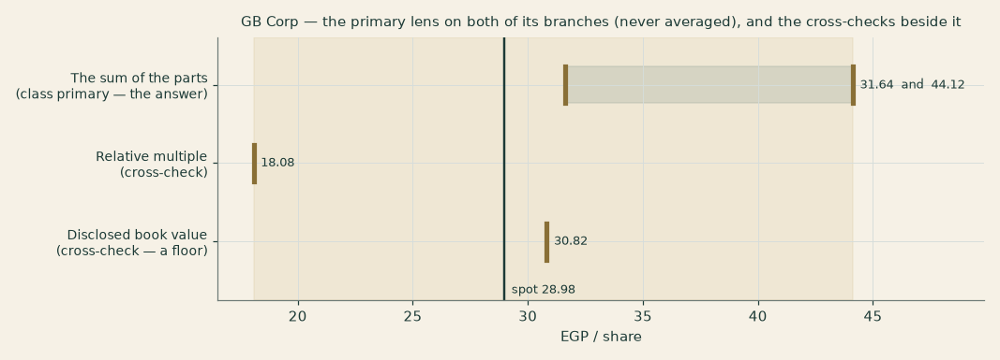 GB Corp — the primary lens on both of its branches (never averaged), and the cross-checks beside it
The sum of the parts
(class primary — the answer)
31.64  and  44.12
Relative multiple
(cross-check)
18.08
Disclosed book value
(cross-check — a floor)
30.82
spot 28.98
20
25
30
35
40
45
EGP / share